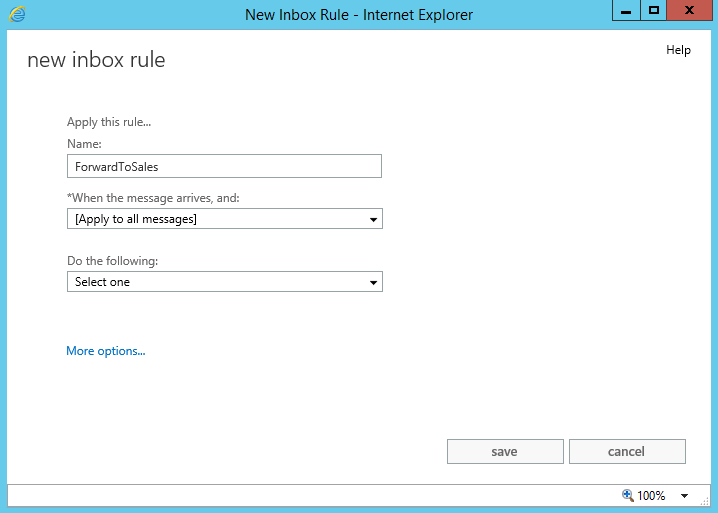 New Inbox Rule - Internet Explorer
Help
new inbox rule
Apply this rule...
Name:
ForwardToSales
*When the message arrives, and:
[Apply to all messages]
Do the following:
Select one
More options...
save
cancel
100%